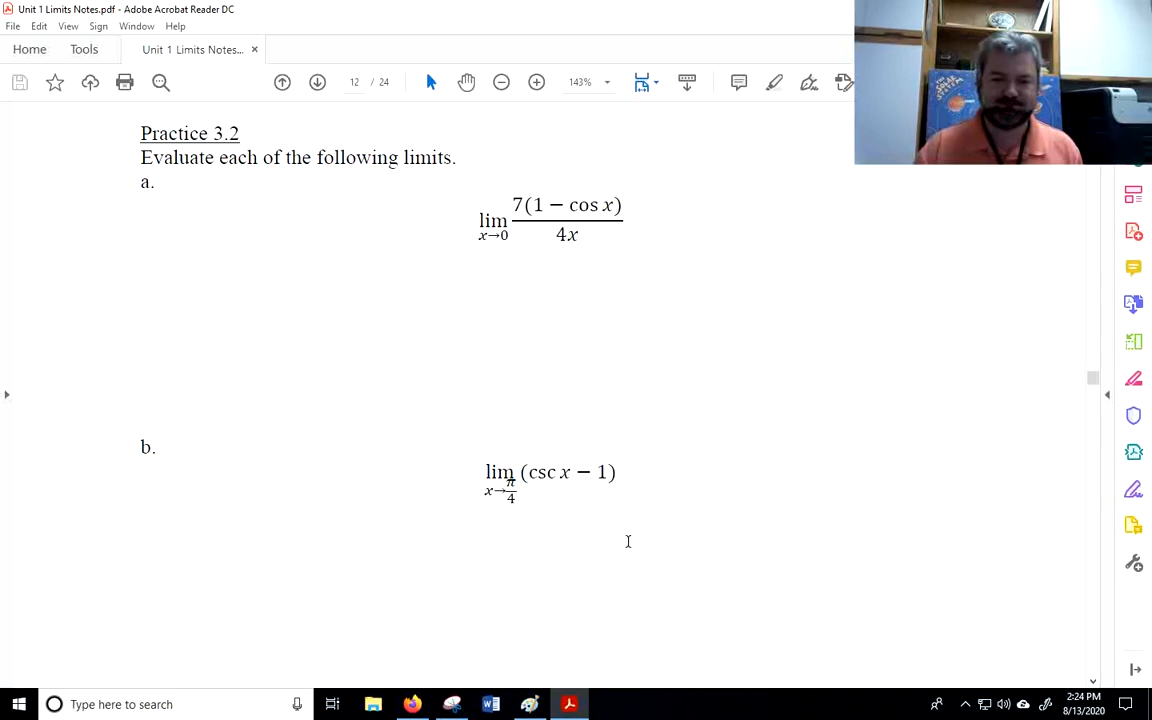 Unit 1 Limits Notes.pdf - Adobe Acrobat Reader DC
File Edit View Sign Window Help
Home Tools Unit 1 Limits Notes... ×
12 / 24 143%
Practice 3.2
Evaluate each of the following limits.
a.
lim x→0 7(1 − cos x) / 4x
b.
lim x→π/4 (csc x − 1)
Type here to search
2:24 PM
8/13/2020